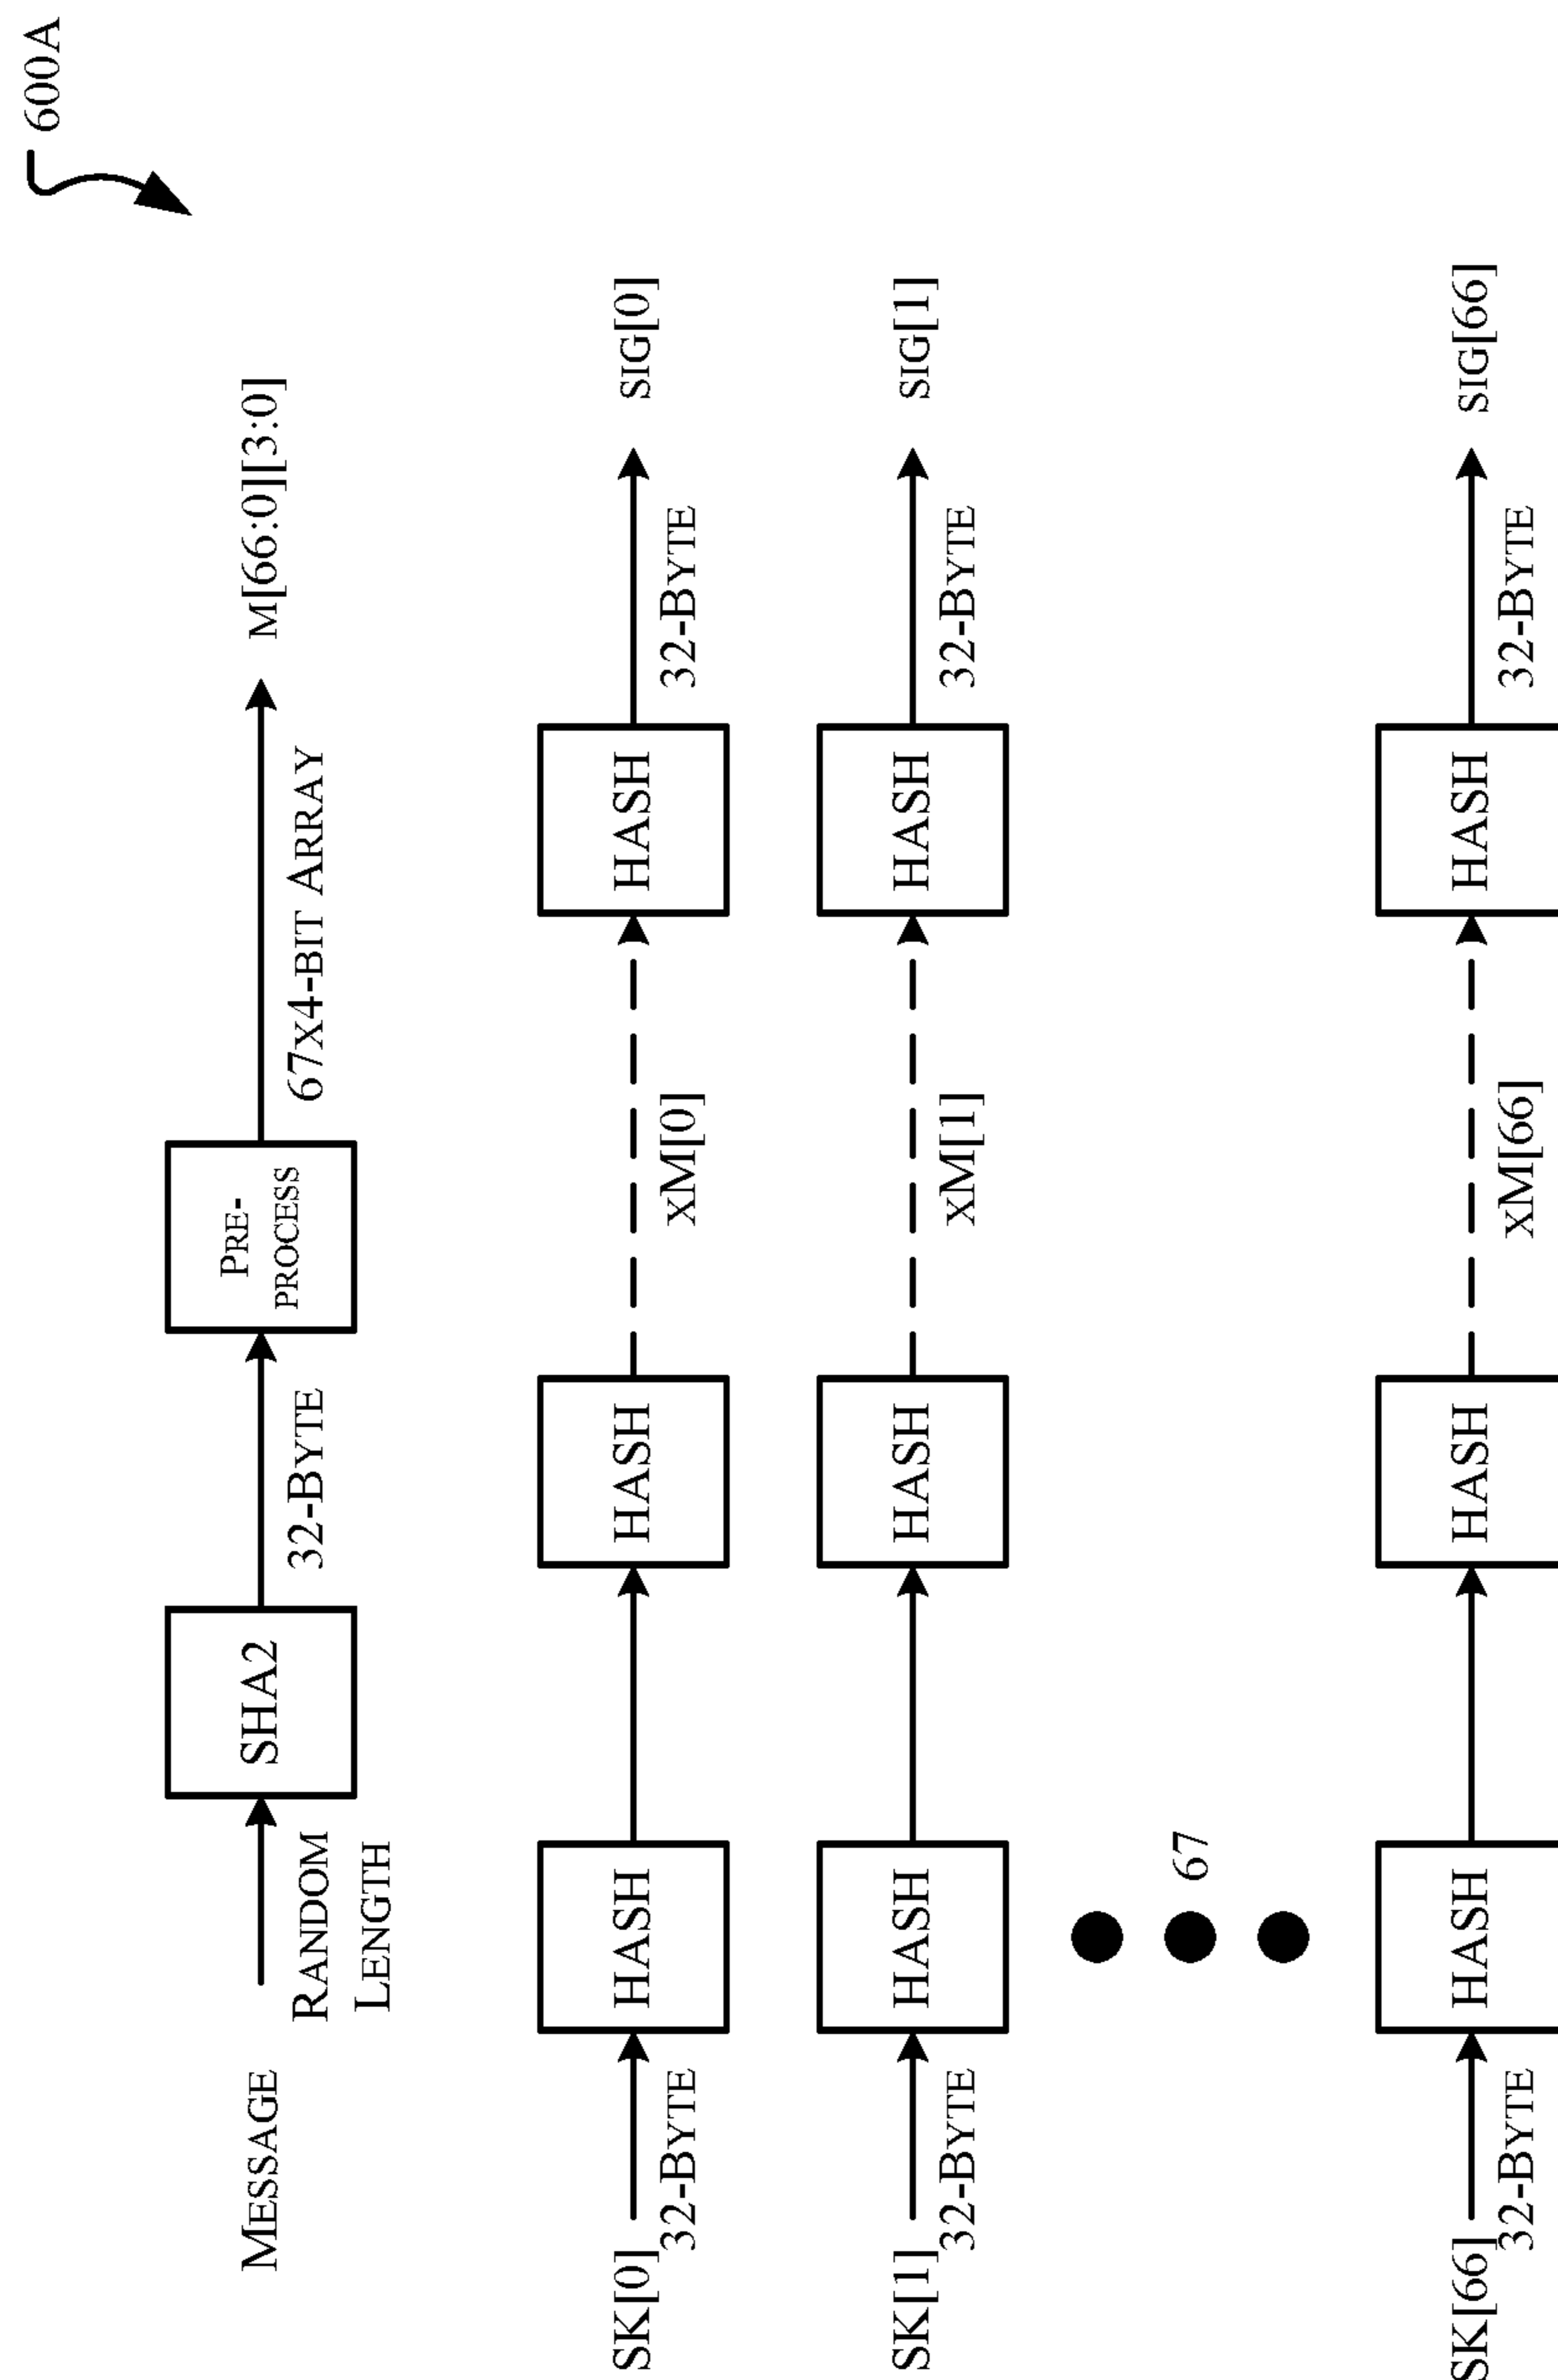 600A
MESSAGE
RANDOM
LENGTH
SHA2
32-BYTE
PRE-
PROCESS
67X4-BIT ARRAY
M[66:0][3:0]
SK[0]
32-BYTE
HASH
HASH
XM[0]
HASH
32-BYTE
SIG[0]
SK[1]
32-BYTE
HASH
HASH
XM[1]
HASH
32-BYTE
SIG[1]
67
SK[66]
32-BYTE
HASH
HASH
XM[66]
HASH
32-BYTE
SIG[66]